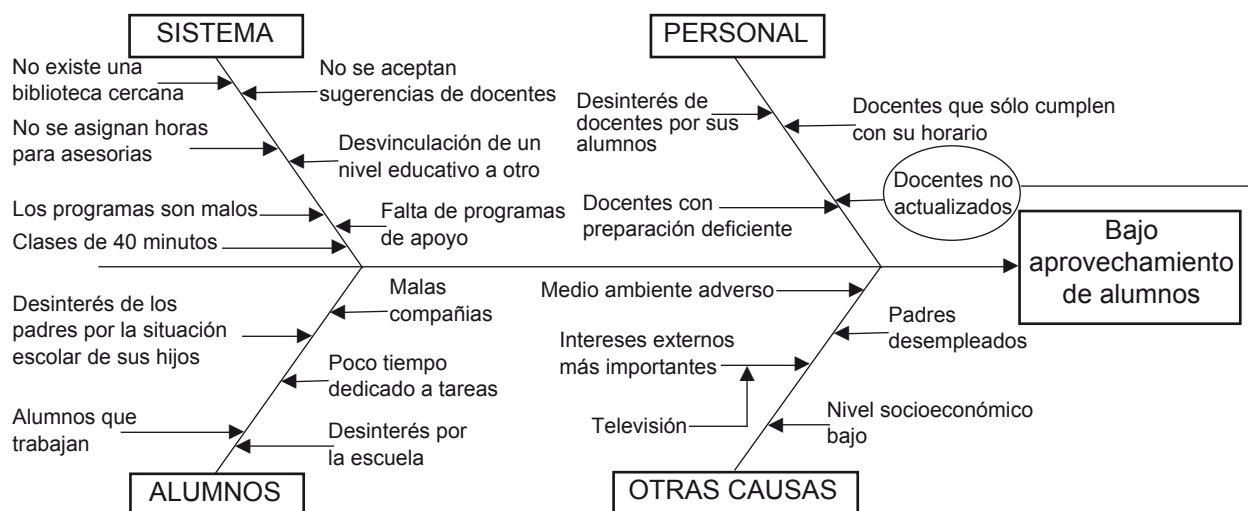 SISTEMA
PERSONAL
No existe una
biblioteca cercana
No se aceptan
sugerencias de docentes
No se asignan horas
para asesorias
Desvinculación de un
nivel educativo a otro
Los programas son malos
Falta de programas
de apoyo
Clases de 40 minutos
Desinterés de
docentes por sus
alumnos
Docentes que sólo cumplen
con su horario
Docentes no
actualizados
Docentes con
preparación deficiente
Bajo
aprovechamiento
de alumnos
Malas
compañias
Desinterés de los
padres por la situación
escolar de sus hijos
Poco tiempo
dedicado a tareas
Alumnos que
trabajan
Desinterés por
la escuela
Medio ambiente adverso
Padres
desempleados
Intereses externos
más importantes
Televisión
Nivel socioeconómico
bajo
ALUMNOS
OTRAS CAUSAS